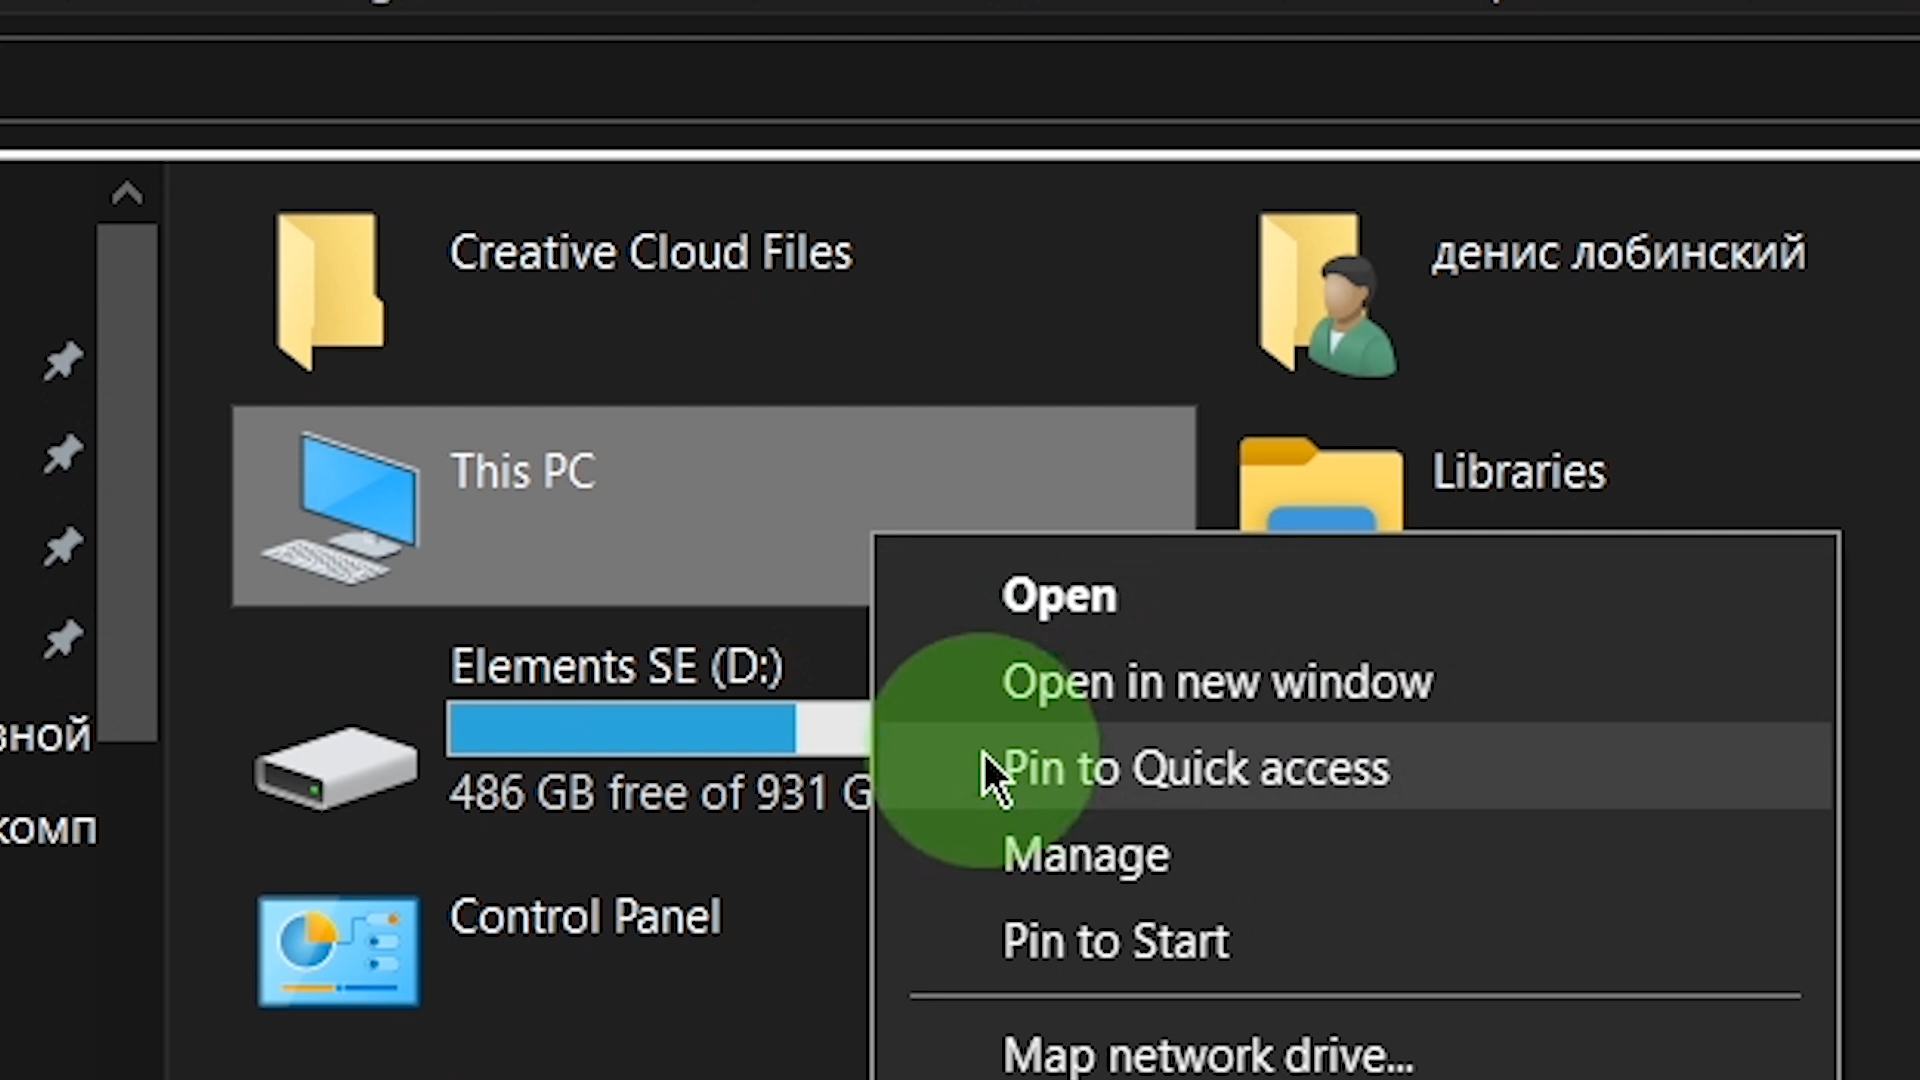 Creative Cloud Files
денис лобинский
This PC
Libraries
Open
Elements SE (D:)
Open in new window
486 GB free of 931 G
Pin to Quick access
Manage
Control Panel
Pin to Start
Map network drive...
зной
комп